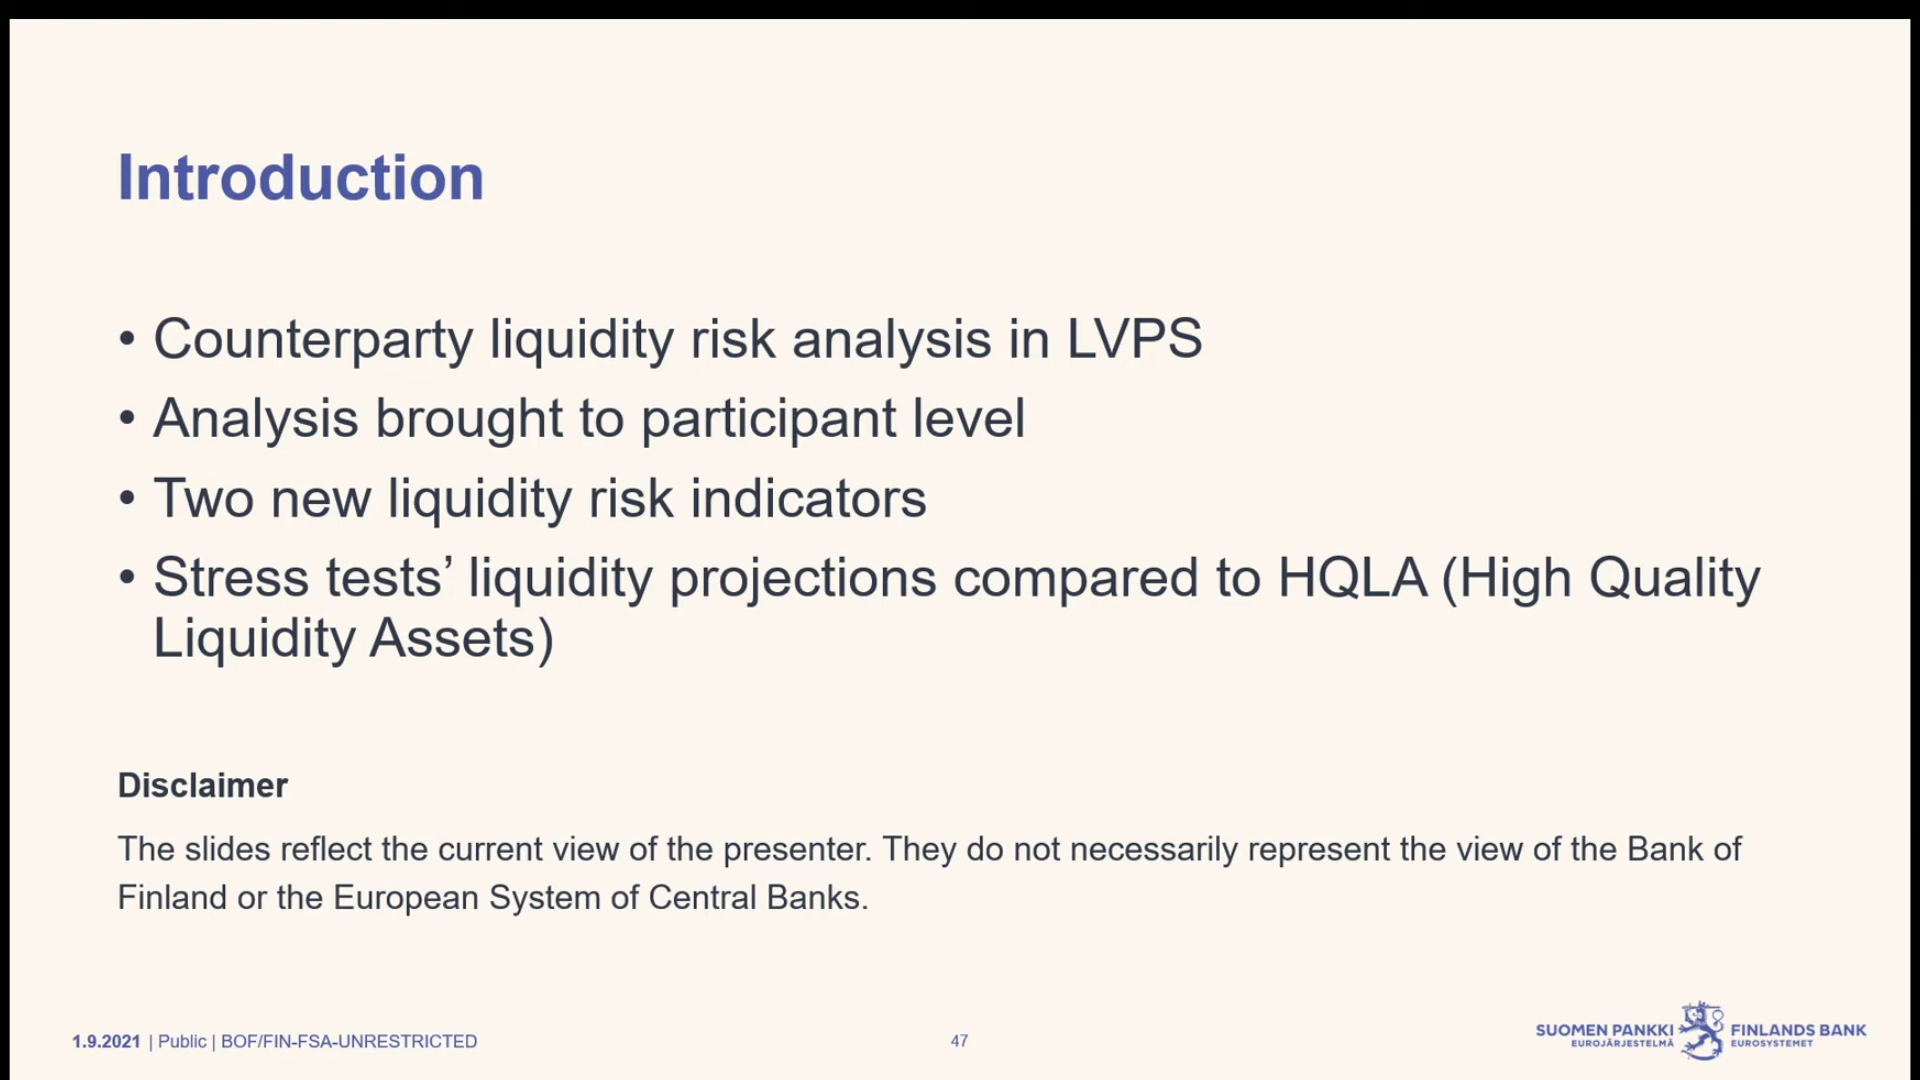 Introduction
• Counterparty liquidity risk analysis in LVPS
• Analysis brought to participant level
• Two new liquidity risk indicators
• Stress tests’ liquidity projections compared to HQLA (High Quality
Liquidity Assets)
Disclaimer
The slides reflect the current view of the presenter. They do not necessarily represent the view of the Bank of
Finland or the European System of Central Banks.
1.9.2021 | Public | BOF/FIN-FSA-UNRESTRICTED
47
SUOMEN PANKKI FINLANDS BANK
EUROJÄRJESTELMÄ EUROSYSTEMET